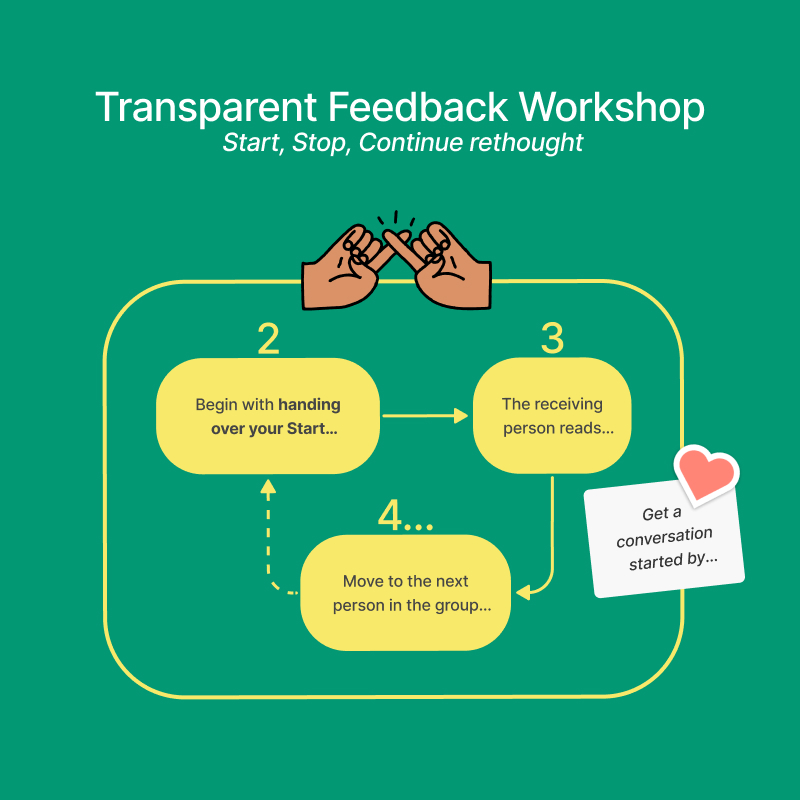 Transparent Feedback Workshop
Start, Stop, Continue rethought
2
Begin with handing
over your Start...
3
The receiving
person reads...
4...
Move to the next
person in the group...
Get a
conversation
started by...